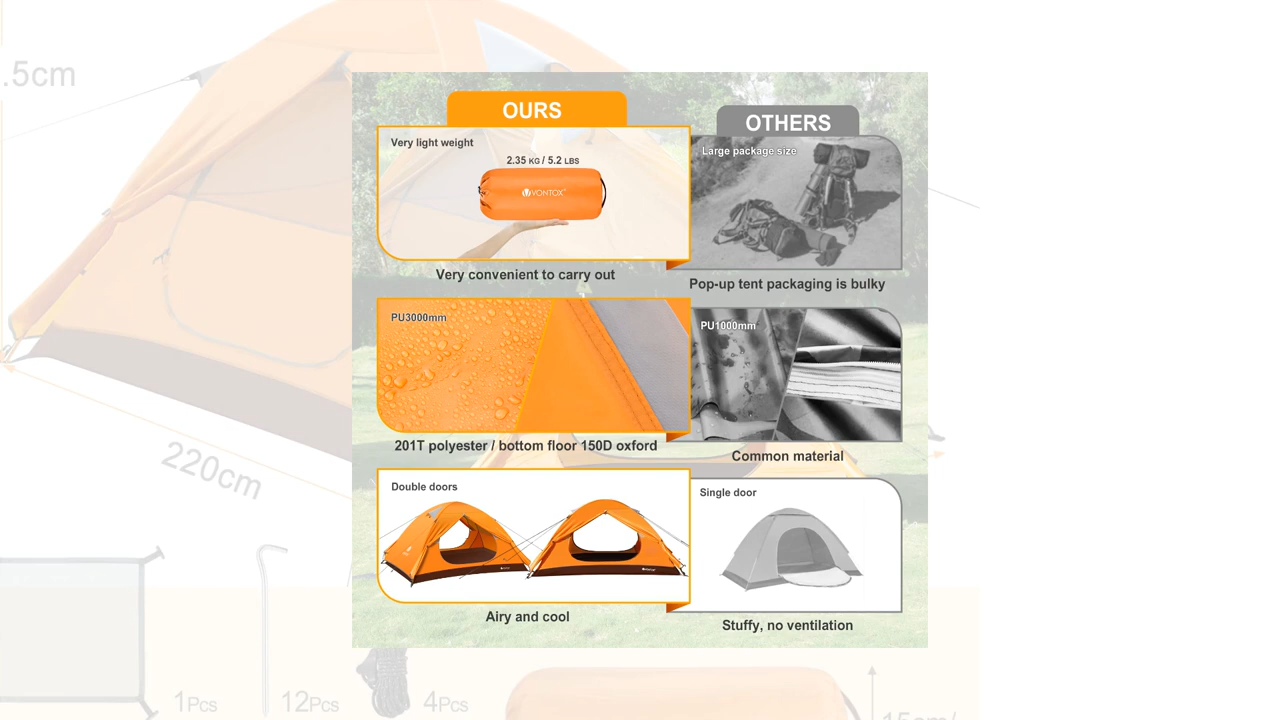 .5cm
OURS
OTHERS
Very light weight
2.35 KG / 5.2 LBS
VONTOX
Very convenient to carry out
Large package size
Pop-up tent packaging is bulky
PU3000mm
201T polyester / bottom floor 150D oxford
PU1000mm
Common material
Double doors
Airy and cool
Single door
Stuffy, no ventilation
220cm
1Pcs
12Pcs
4Pcs
15cm/